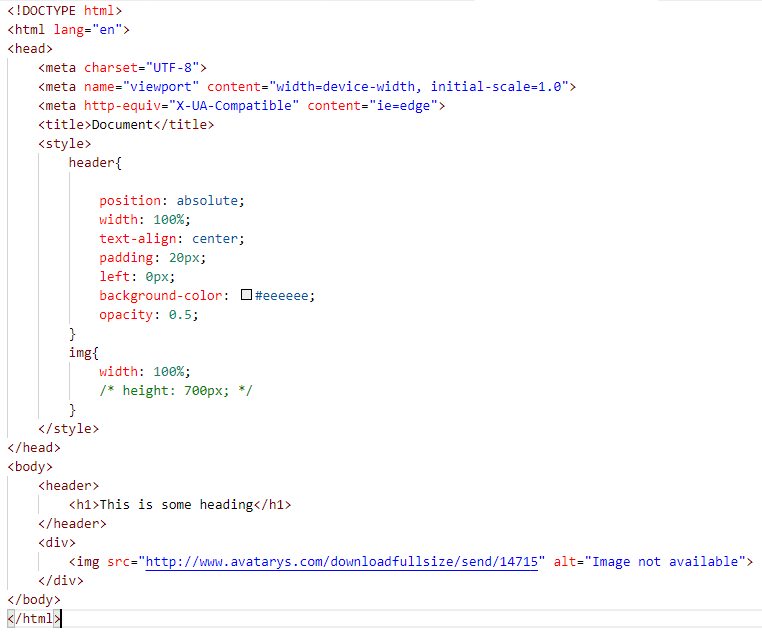 <!DOCTYPE html>
<html lang="en">
<head>
    <meta charset="UTF-8">
    <meta name="viewport" content="width=device-width, initial-scale=1.0">
    <meta http-equiv="X-UA-Compatible" content="ie=edge">
    <title>Document</title>
    <style>
        header{
            position: absolute;
            width: 100%;
            text-align: center;
            padding: 20px;
            left: 0px;
            background-color: #eeeeee;
            opacity: 0.5;
        }
        img{
            width: 100%;
            /* height: 700px; */
        }
    </style>
</head>
<body>
    <header>
        <h1>This is some heading</h1>
    </header>
    <div>
        <img src="http://www.avatarys.com/downloadfullsize/send/14715" alt="Image not available">
    </div>
</body>
</html>